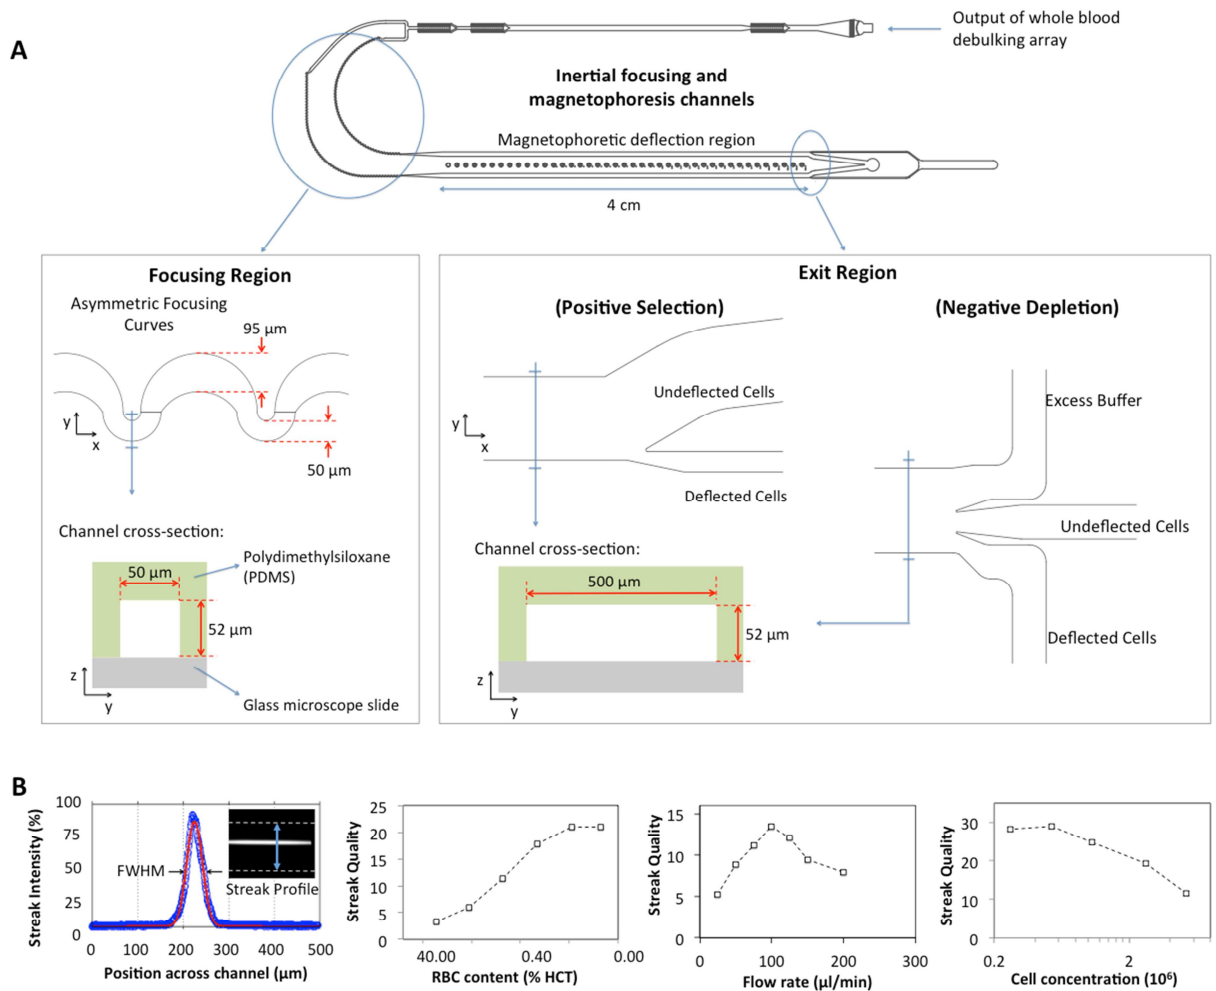 A
Output of whole blood
debulking array
Inertial focusing and
magnetophoresis channels
Magnetophoretic deflection region
4 cm
Focusing Region
Asymmetric Focusing
Curves
95 µm
y
x
50 µm
Channel cross-section:
Polydimethylsiloxane
(PDMS)
50 µm
52 µm
z
y
Glass microscope slide
Exit Region
(Positive Selection)
(Negative Depletion)
Undeflected Cells
y
x
Deflected Cells
Channel cross-section:
500 µm
52 µm
z
y
Excess Buffer
Undeflected Cells
Deflected Cells
B
Streak Intensity (%)
100
75
50
25
0
FWHM
Streak Profile
0 100 200 300 400 500
Position across channel (µm)
Streak Quality
25
20
15
10
5
0
40.00 0.40 0.00
RBC content (% HCT)
Streak Quality
15
10
5
0
0 100 200 300
Flow rate (µl/min)
Streak Quality
30
20
10
0
0.2 2
Cell concentration (10⁶)